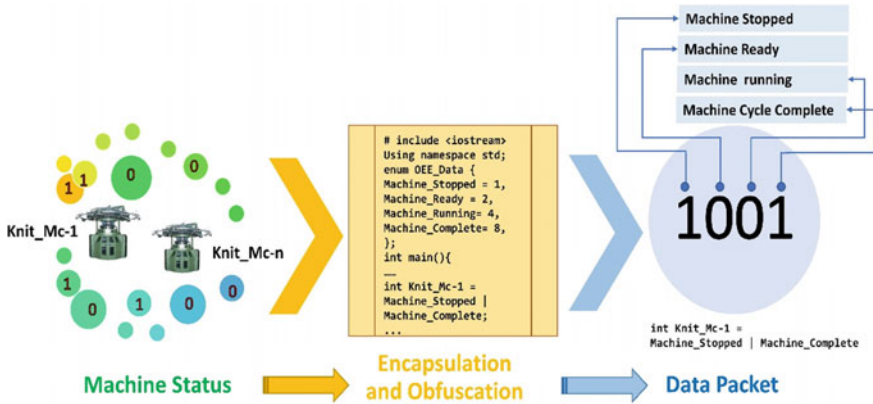 Machine Stopped
Machine Ready
Machine running
Machine Cycle Complete
1 1 0 0
Knit_Mc-1
Knit_Mc-n
1 0 1 0 0
# include <iostream>
Using namespace std;
enum OEE_Data {
Machine_Stopped = 1,
Machine_Ready = 2,
Machine_Running= 4,
Machine_Complete= 8,
};
int main(){
……
int Knit_Mc-1 =
Machine_Stopped |
Machine_Complete;
...
1001
int Knit_Mc-1 =
Machine_Stopped | Machine_Complete
Machine Status
Encapsulation
and Obfuscation
Data Packet